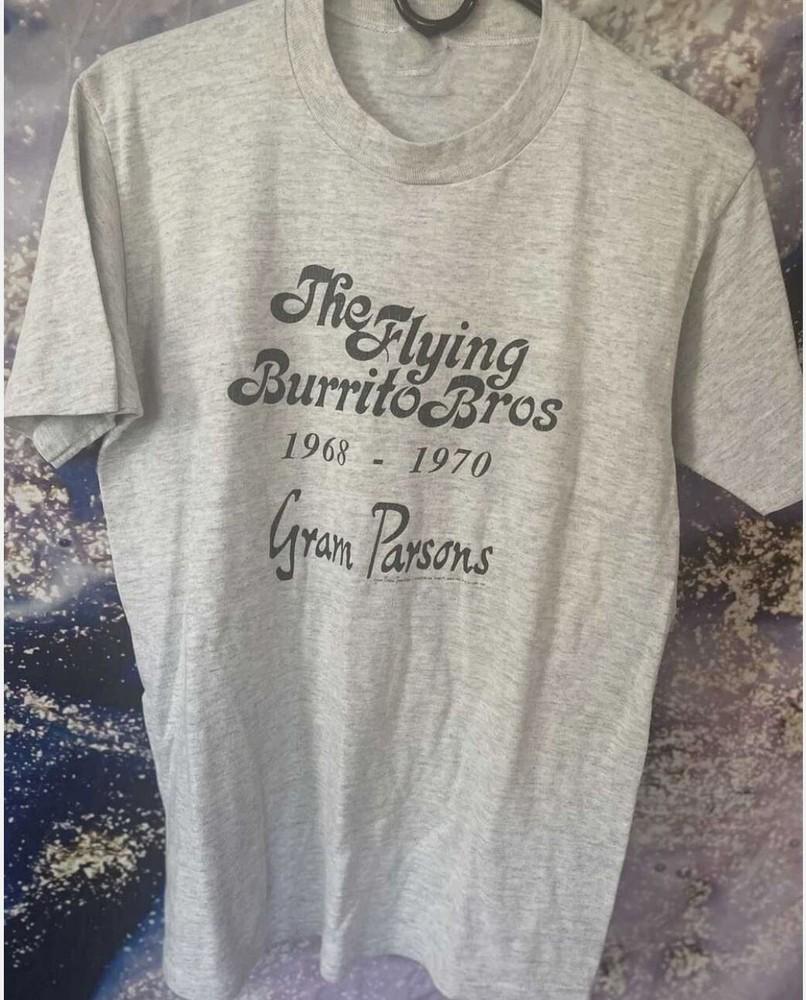 The Flying
Burrito Bros
1968 - 1970
Gram Parsons